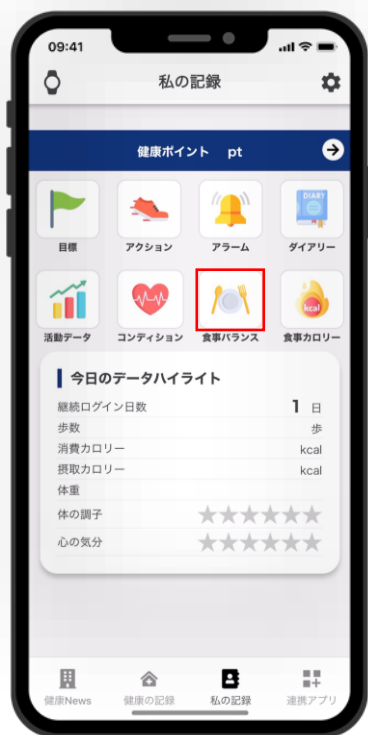 09:41
私の記録
健康ポイント pt
目標 アクション アラーム ダイアリー
DIARY
kcal
活動データ コンディション 食事バランス 食事カロリー
今日のデータハイライト
継続ログイン日数 1 日
歩数 歩
消費カロリー kcal
摂取カロリー kcal
体重
体の調子
心の気分
健康News 健康の記録 私の記録 連携アプリ